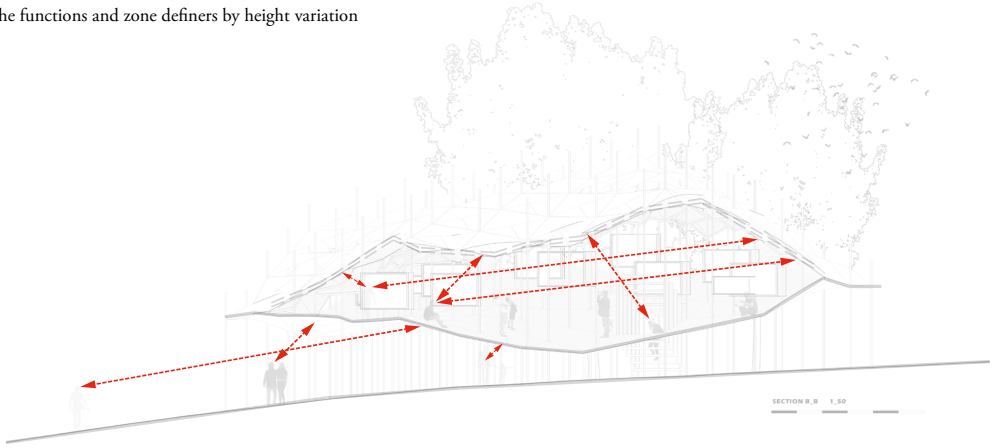 he functions and zone definers by height variation
SECTION B_B 1_50